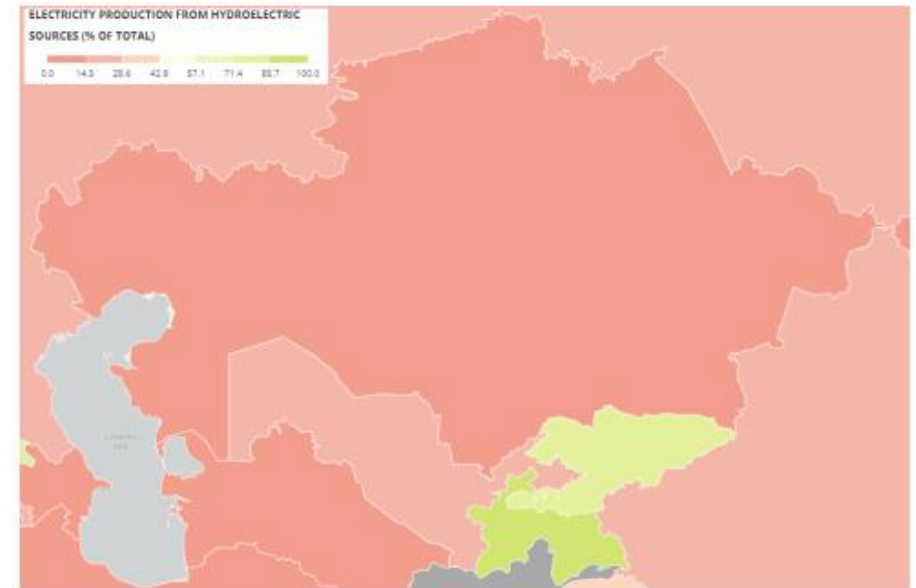 ELECTRICITY PRODUCTION FROM HYDROELECTRIC
SOURCES (% OF TOTAL)
0.0 14.3 28.6 42.9 57.1 71.4 85.7 100.0